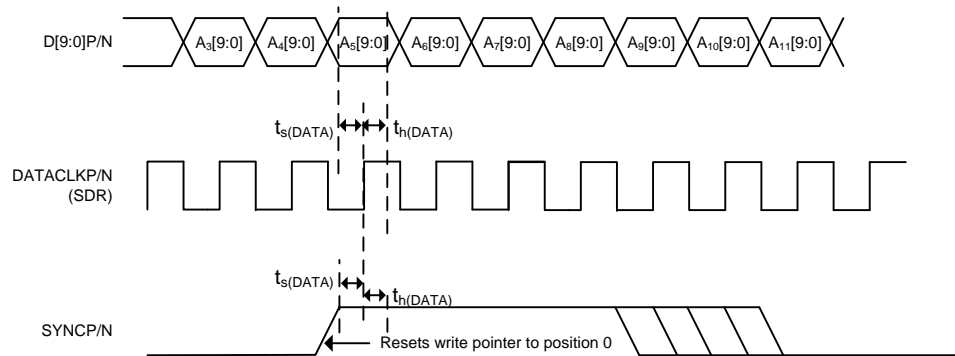 D[9:0]P/N
A3[9:0] A4[9:0] A5[9:0] A6[9:0] A7[9:0] A8[9:0] A9[9:0] A10[9:0] A11[9:0]
ts(DATA) th(DATA)
DATACLKP/N
(SDR)
ts(DATA) th(DATA)
SYNCP/N
Resets write pointer to position 0